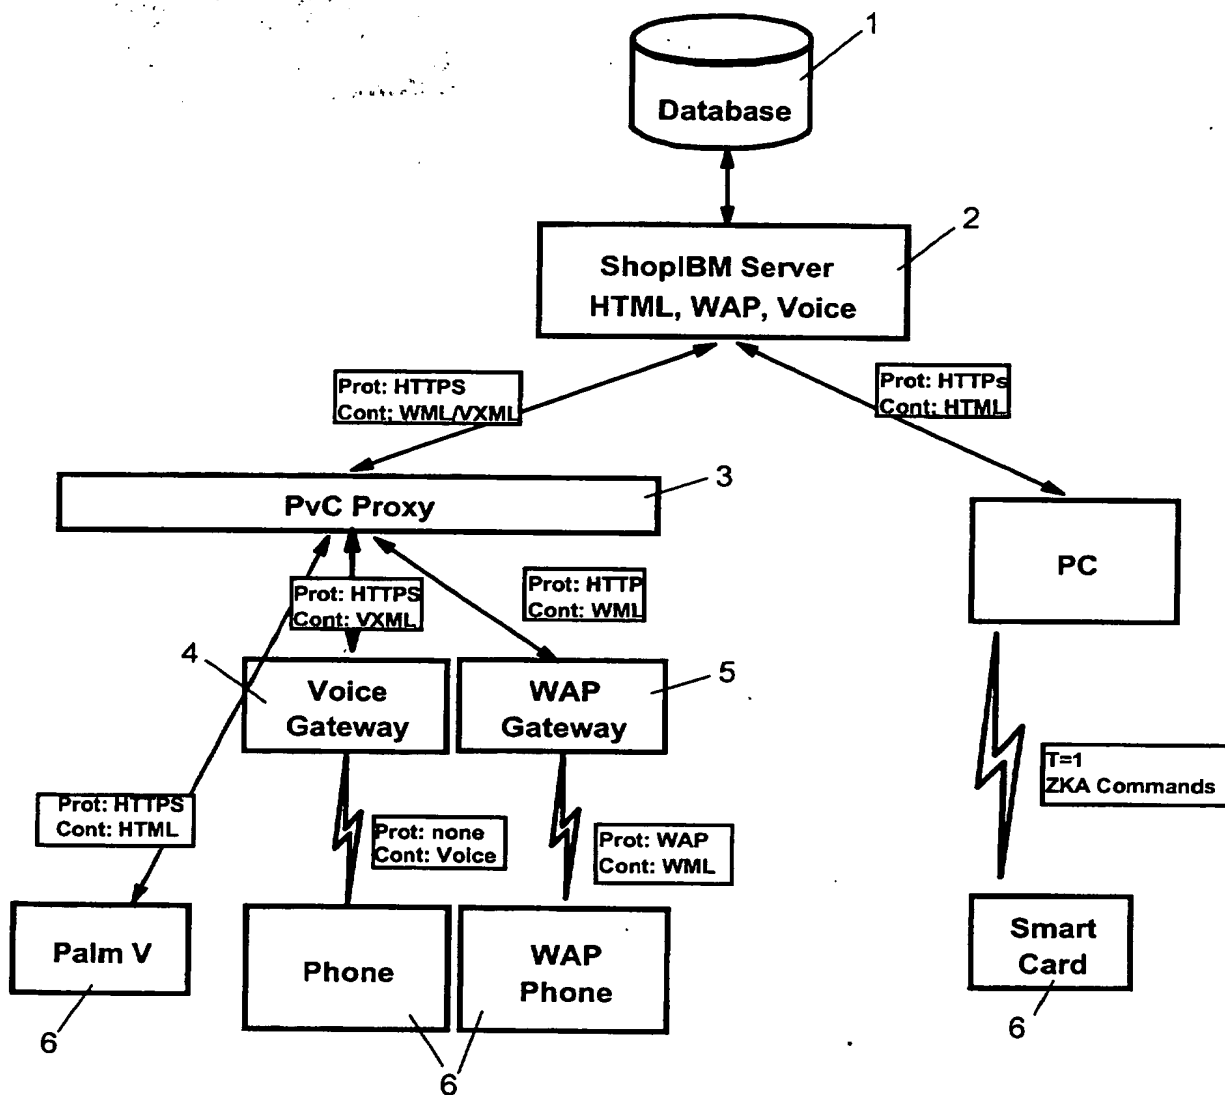 1
Database
2
ShopIBM Server
HTML, WAP, Voice
Prot: HTTPS
Cont; WML/VXML
Prot: HTTPs
Cont; HTML
3
PvC Proxy
PC
Prot: HTTPS
Cont: VXML
Prot: HTTP
Cont: WML
4
Voice
Gateway
WAP
Gateway
5
T=1
ZKA Commands
Prot: HTTPS
Cont: HTML
Prot: none
Cont: Voice
Prot: WAP
Cont: WML
Palm V
Phone
WAP
Phone
Smart
Card
6
6
6